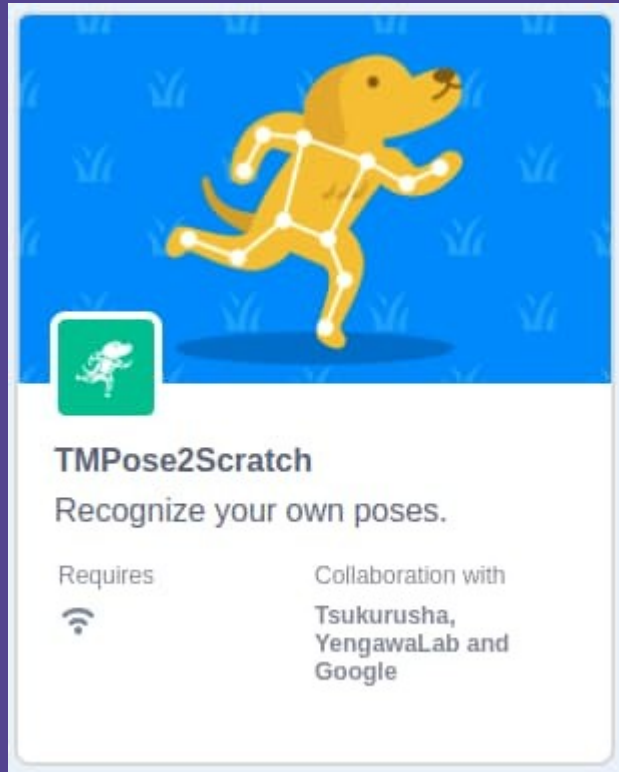 TMPose2Scratch
Recognize your own poses.
Requires
Collaboration with
Tsukurusha,
YengawaLab and
Google